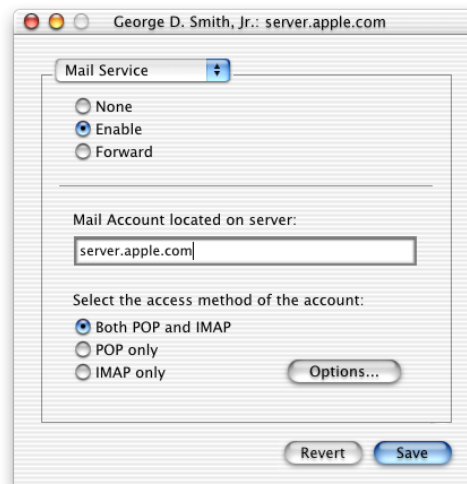 George D. Smith, Jr.: server.apple.com
Mail Service
None
Enable
Forward
Mail Account located on server:
server.apple.com
Select the access method of the account:
Both POP and IMAP
POP only
IMAP only
Options...
Revert
Save